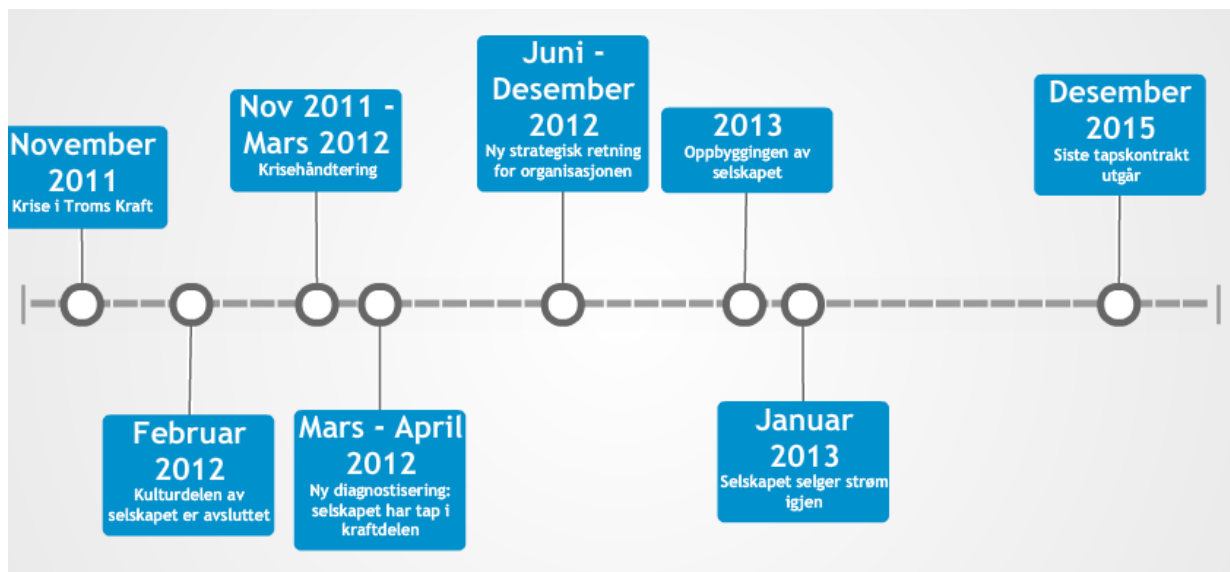 November
2011
Krise i Troms Kraft
Februar
2012
Kulturdelen av
selskapet er avsluttet
Nov 2011 -
Mars 2012
Krisehåndtering
Mars - April
2012
Ny diagnostisering:
selskapet har tap i
kraftdelen
Juni -
Desember
2012
Ny strategisk retning
for organisasjonen
2013
Oppbyggingen av
selskapet
Januar
2013
Selskapet selger strøm
igjen
Desember
2015
Siste tapskontrakt
utgår